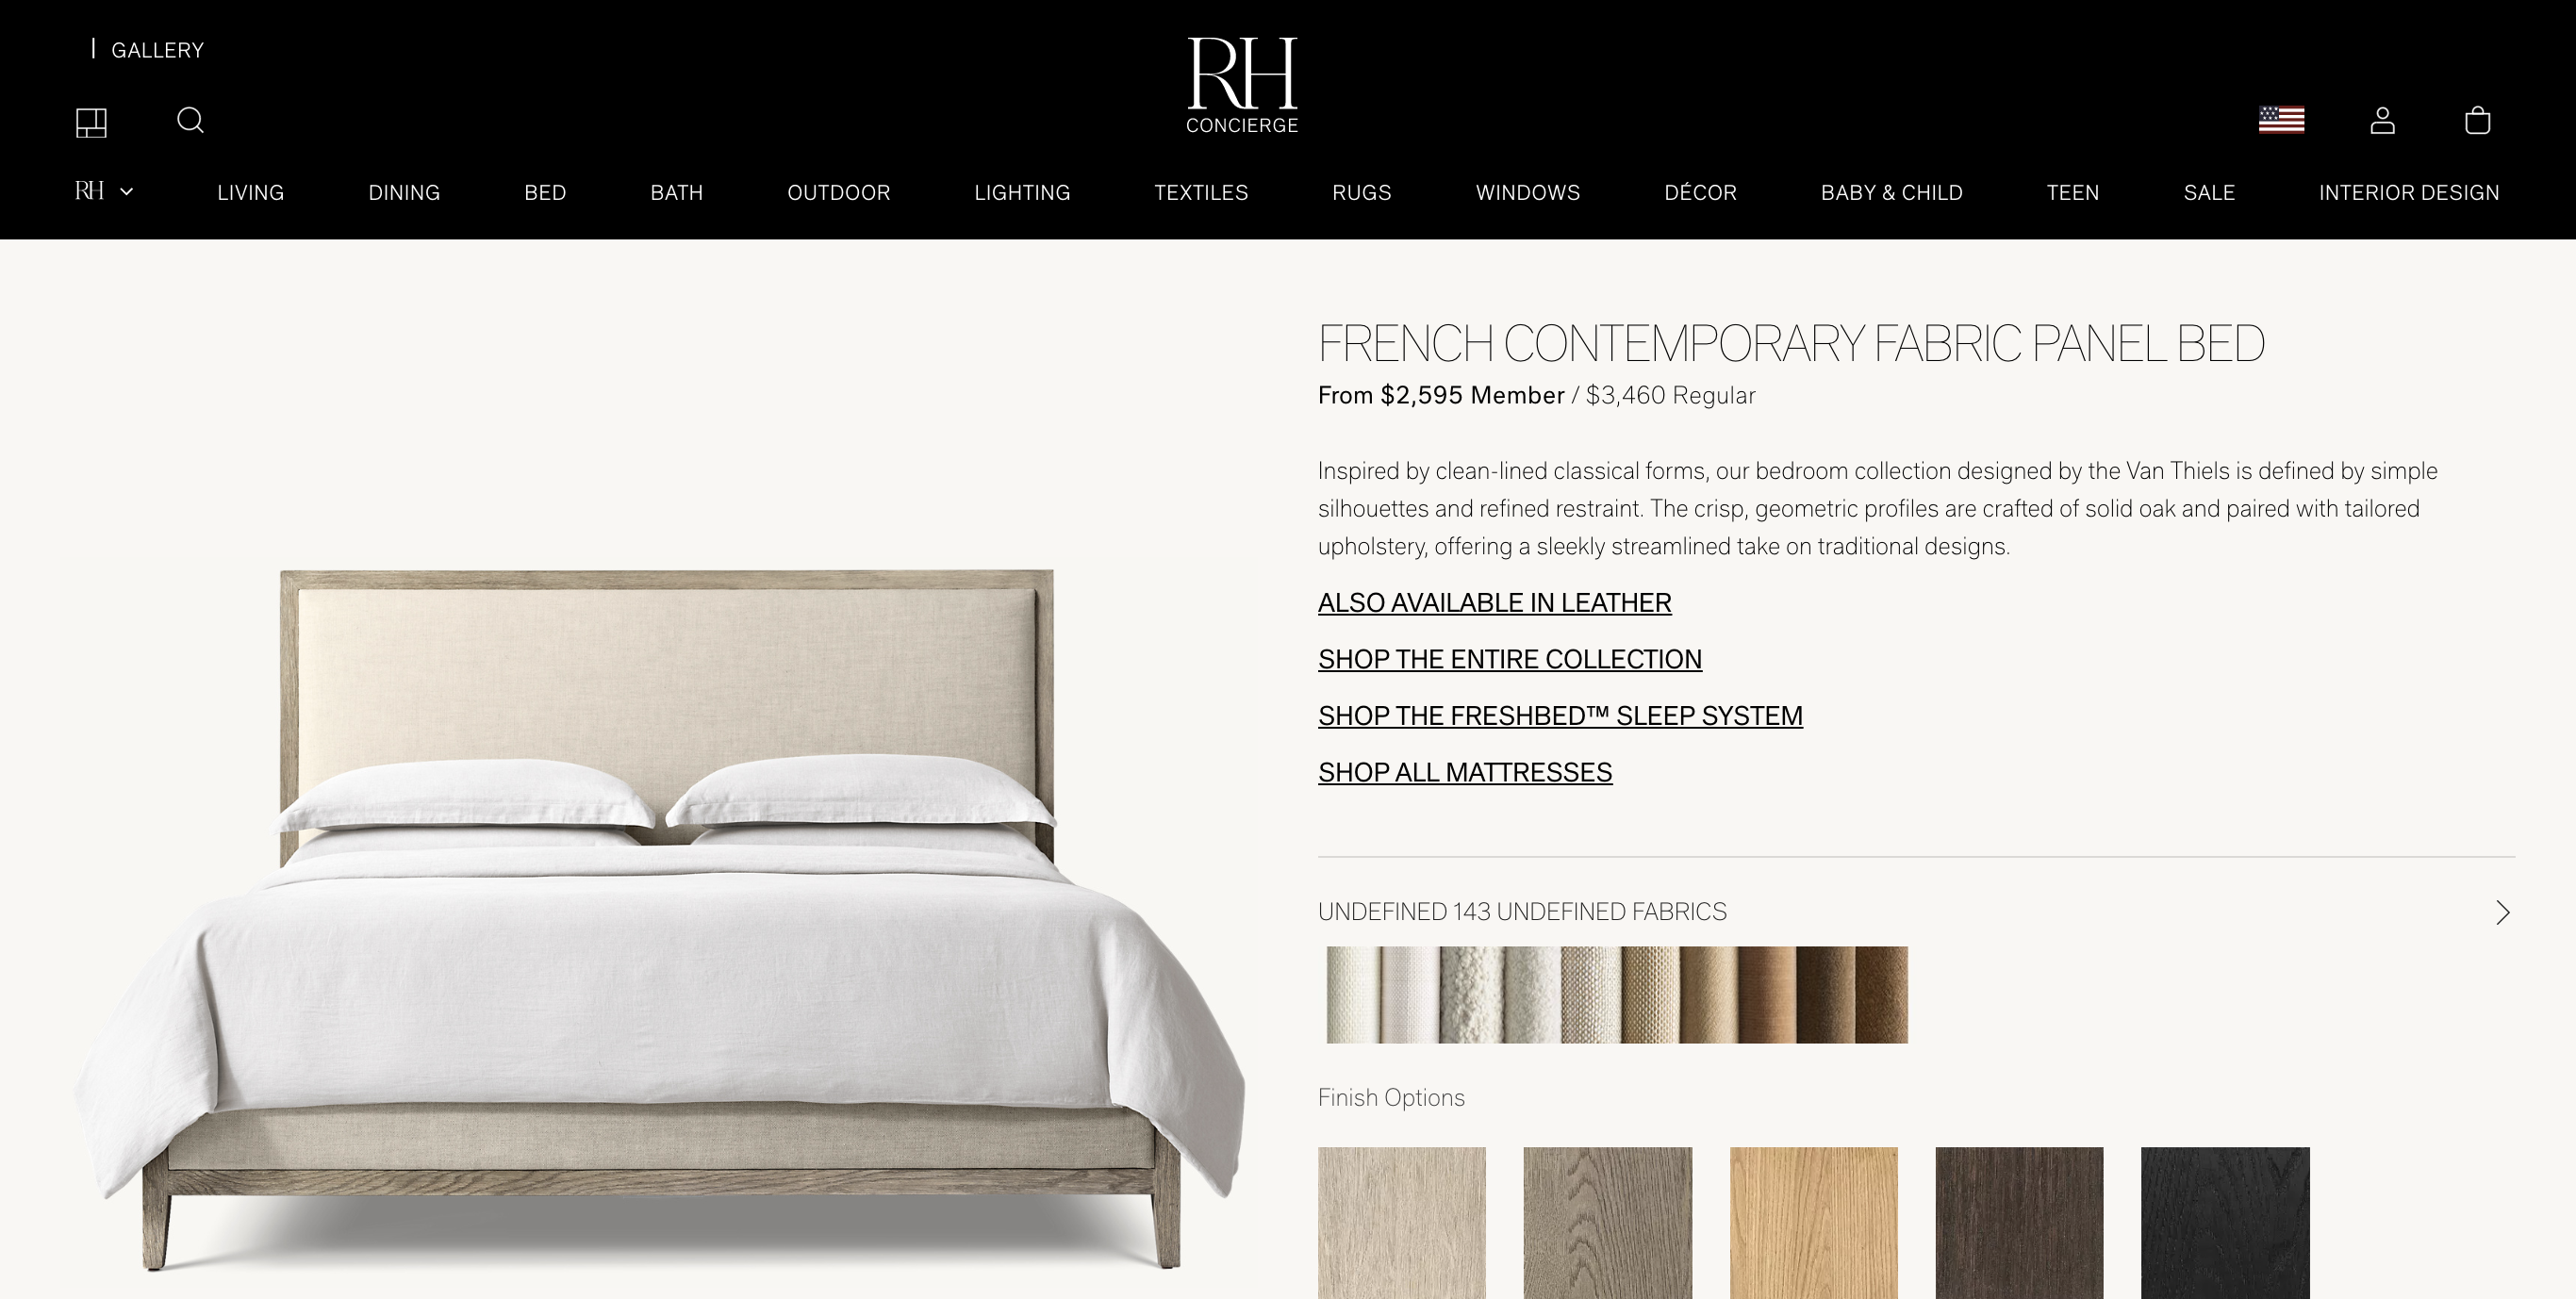 GALLERY
RH
CONCIERGE
RH
LIVING
DINING
BED
BATH
OUTDOOR
LIGHTING
TEXTILES
RUGS
WINDOWS
DÉCOR
BABY & CHILD
TEEN
SALE
INTERIOR DESIGN
FRENCH CONTEMPORARY FABRIC PANEL BED
From $2,595 Member / $3,460 Regular
Inspired by clean-lined classical forms, our bedroom collection designed by the Van Thiels is defined by simple
silhouettes and refined restraint. The crisp, geometric profiles are crafted of solid oak and paired with tailored
upholstery, offering a sleekly streamlined take on traditional designs.
ALSO AVAILABLE IN LEATHER
SHOP THE ENTIRE COLLECTION
SHOP THE FRESHBED™ SLEEP SYSTEM
SHOP ALL MATTRESSES
UNDEFINED 143 UNDEFINED FABRICS
Finish Options